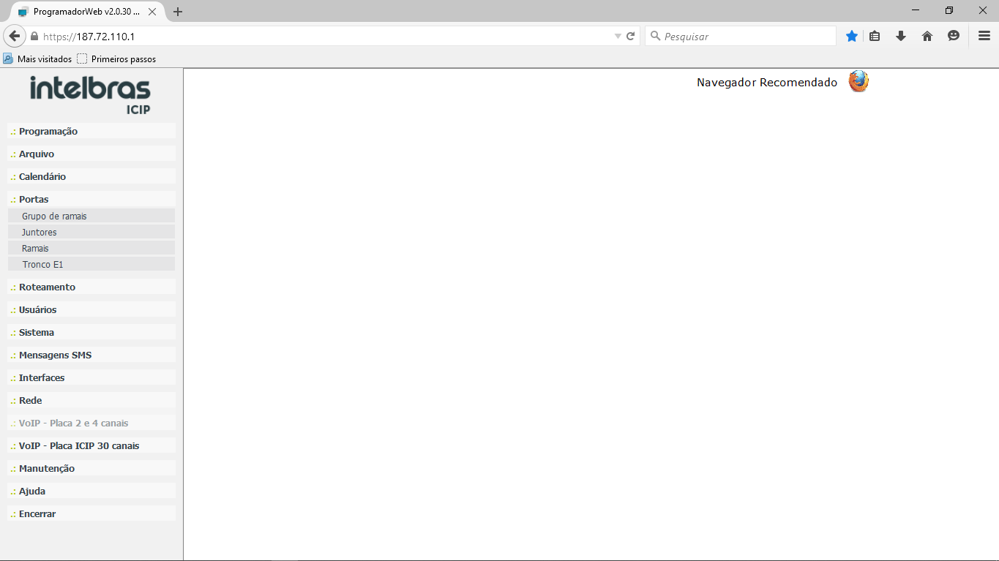 ProgramadorWeb v2.0.30 ...
https://187.72.110.1
Pesquisar
Mais visitados
Primeiros passos
intelbras
ICIP
Navegador Recomendado
.: Programação
.: Arquivo
.: Calendário
.: Portas
Grupo de ramais
Juntores
Ramais
Tronco E1
.: Roteamento
.: Usuários
.: Sistema
.: Mensagens SMS
.: Interfaces
.: Rede
.: VoIP - Placa 2 e 4 canais
.: VoIP - Placa ICIP 30 canais
.: Manutenção
.: Ajuda
.: Encerrar